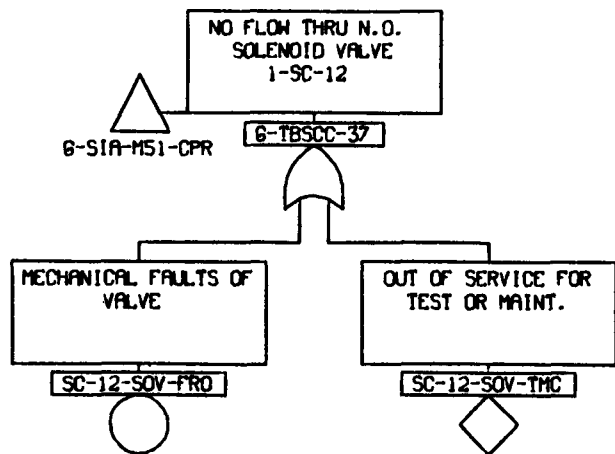 NO FLOW THRU N.O.
SOLENOID VALVE
1-SC-12
6-SIA-M51-CPR
G-TBSCC-37
MECHANICAL FAULTS OF
VALVE
OUT OF SERVICE FOR
TEST OR MAINT.
SC-12-SOV-FRO
SC-12-SOV-TMC